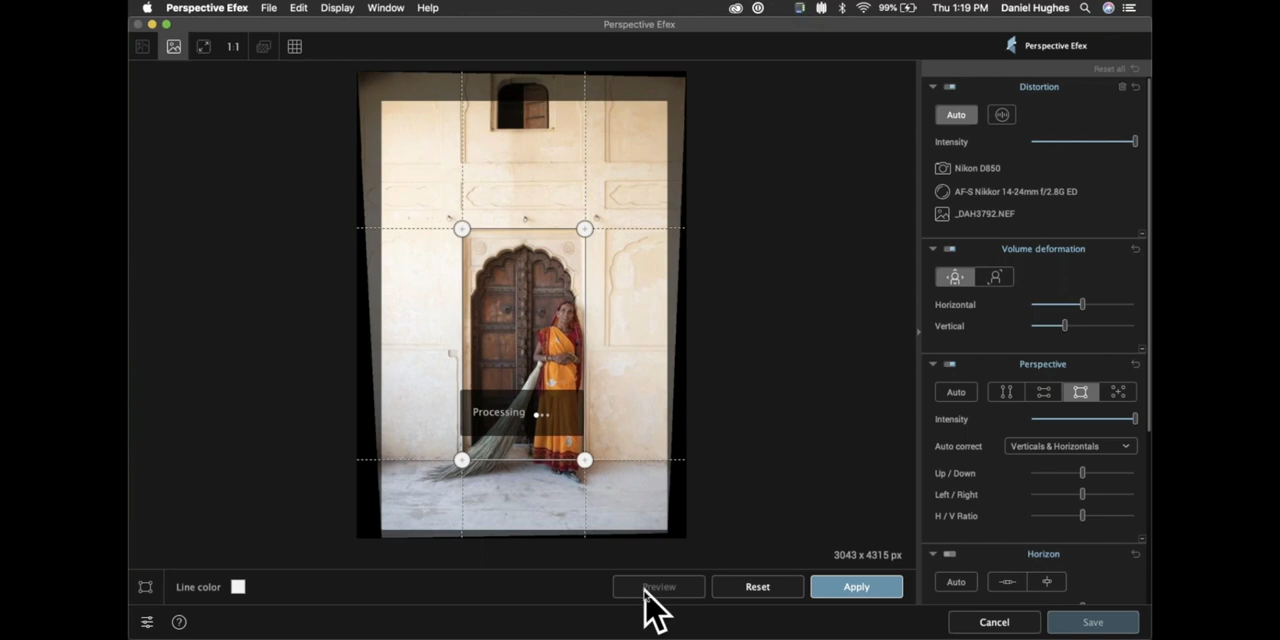 Perspective Efex File Edit Display Window Help 99% Thu 1:19 PM Daniel Hughes
Perspective Efex
1:1 Perspective Efex
Reset all
Distortion
Auto
Intensity
Nikon D850
AF-S Nikkor 14-24mm f/2.8G ED
_DAH3792.NEF
Volume deformation
Horizontal
Vertical
Perspective
Auto
Intensity
Auto correct Verticals & Horizontals
Up / Down
Left / Right
H / V Ratio
Horizon
Auto
Processing
3043 x 4315 px
Line color Preview Reset Apply
Cancel Save